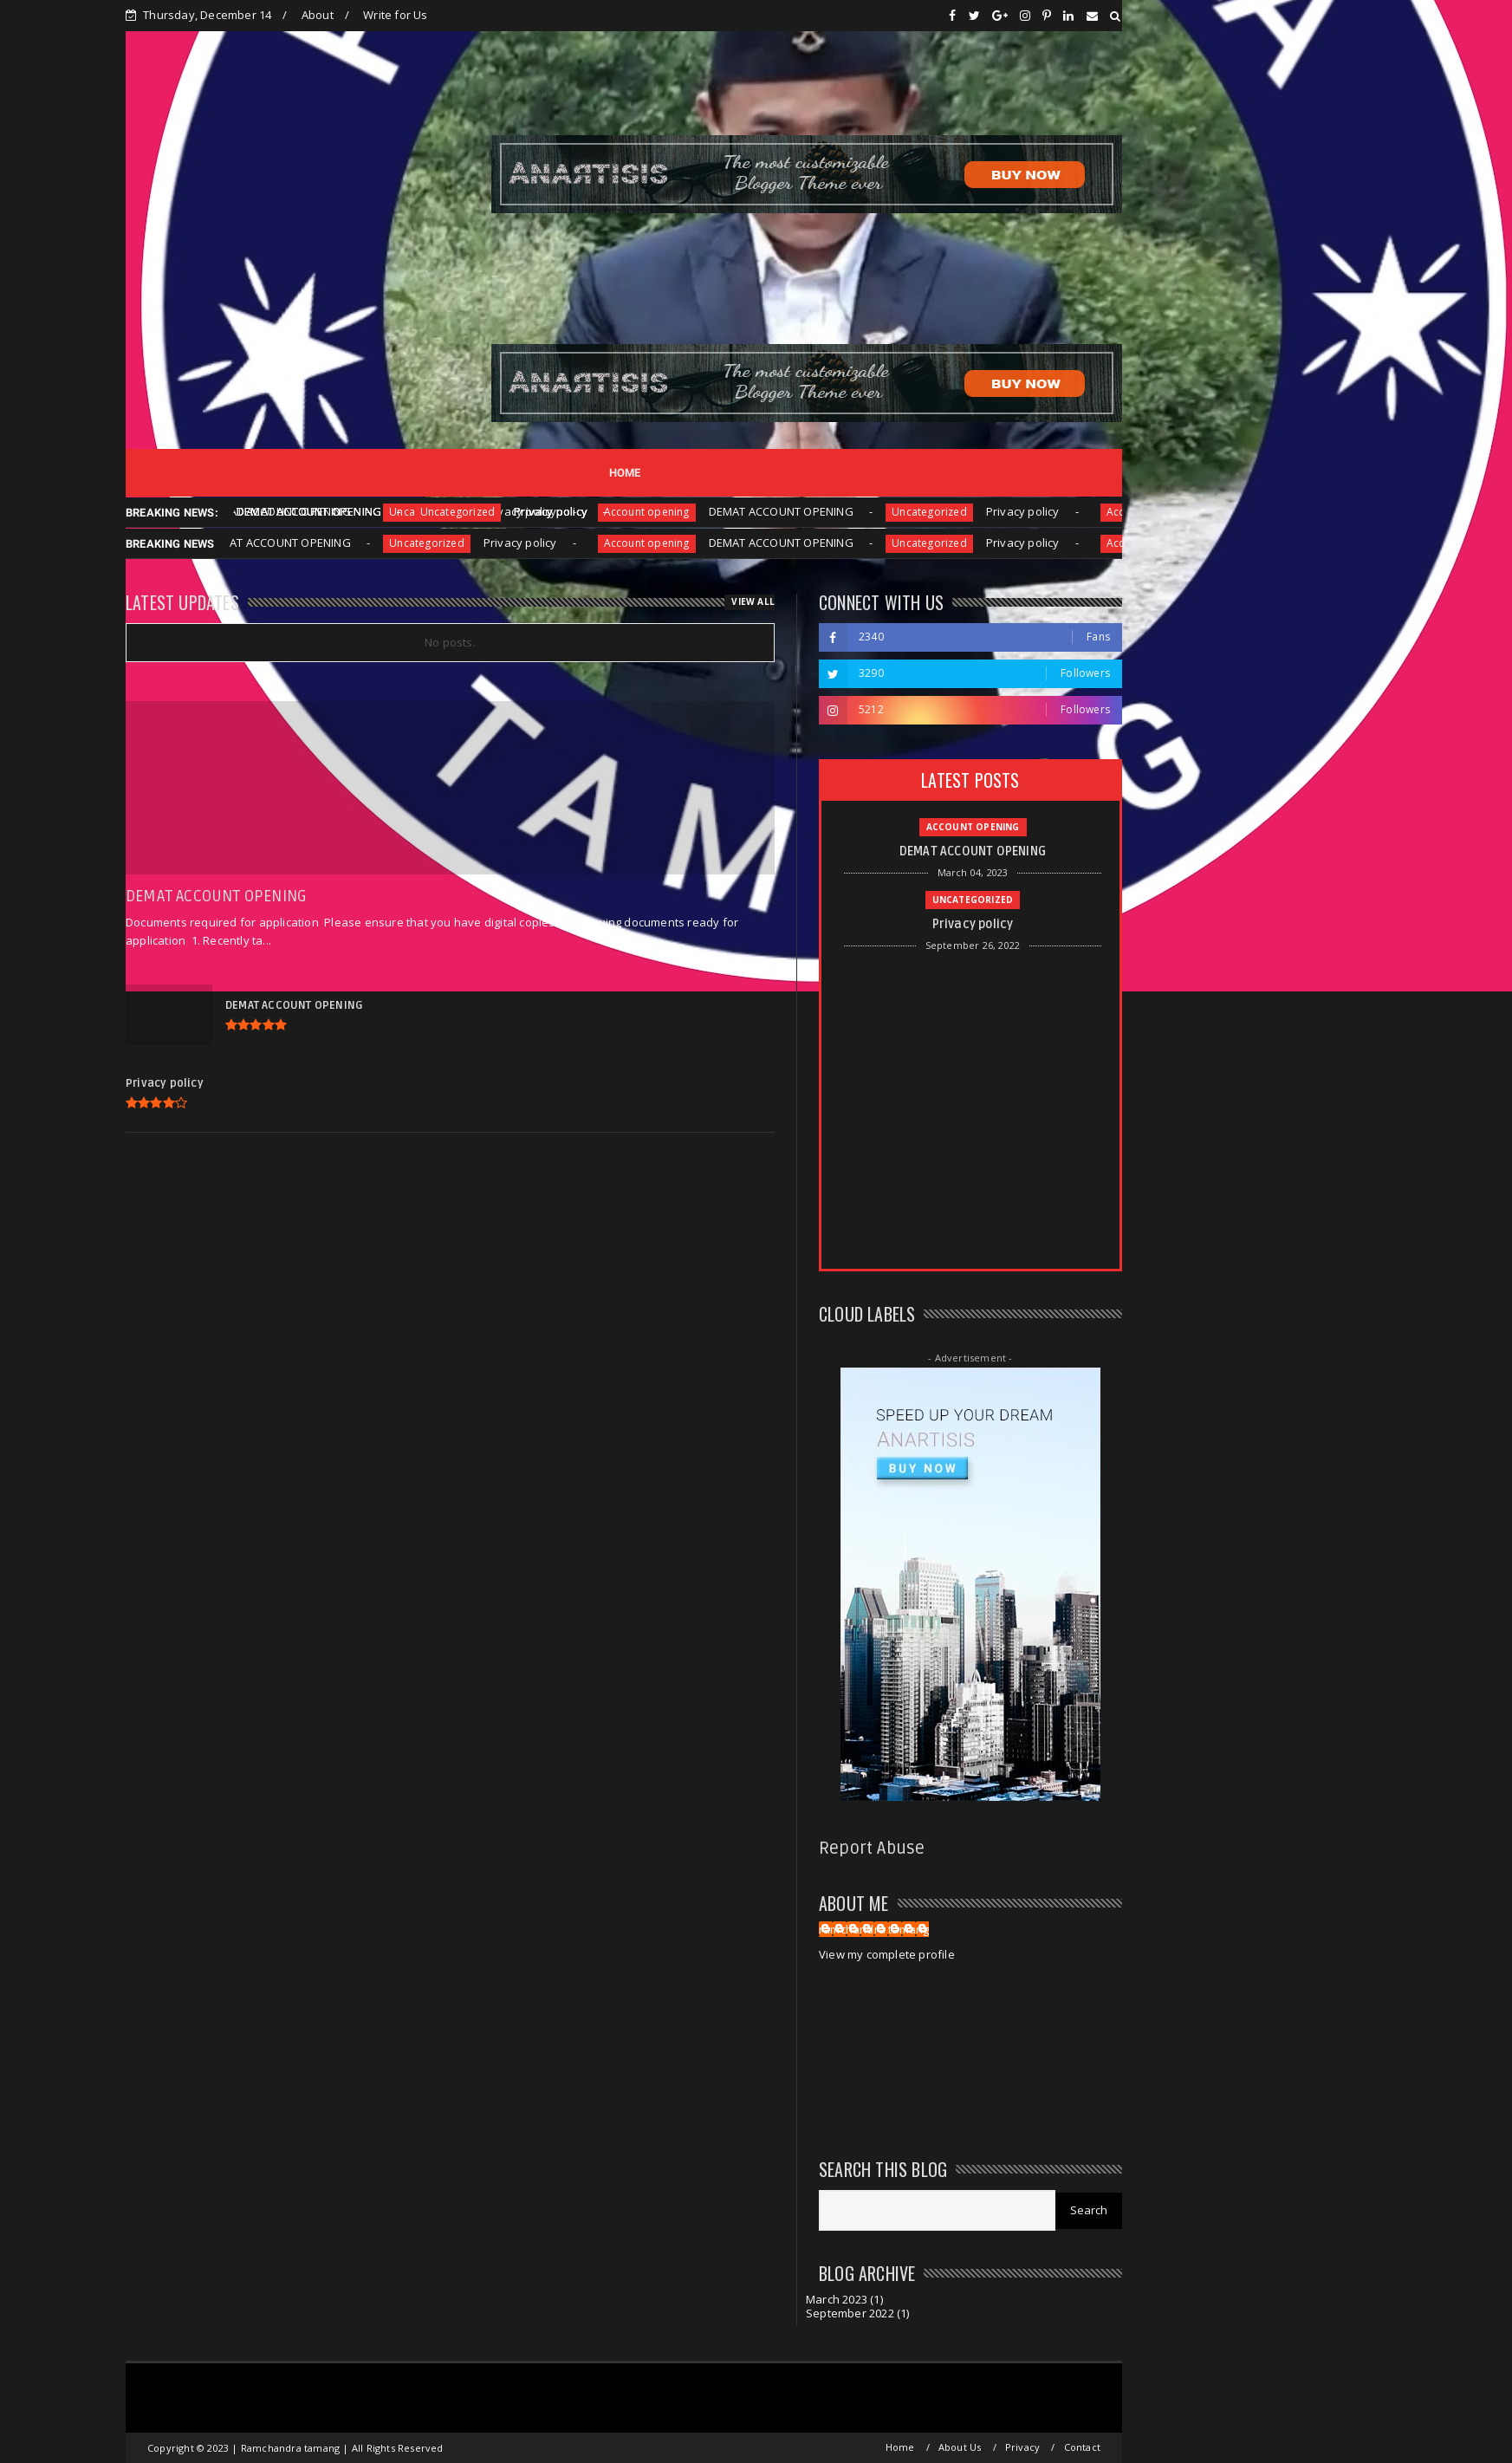 Thursday, December 14 / About / Write for Us
ANARTISIS The most customizable Blogger Theme ever BUY NOW
ANARTISIS The most customizable Blogger Theme ever BUY NOW
HOME
BREAKING NEWS: DEMAT ACCOUNT OPENING - Uncategorized Privacy policy - Account opening DEMAT ACCOUNT OPENING - Uncategorized Privacy policy -
BREAKING NEWS AT ACCOUNT OPENING - Uncategorized Privacy policy - Account opening DEMAT ACCOUNT OPENING - Uncategorized Privacy policy -
LATEST UPDATES VIEW ALL
No posts.
TAM G
DEMAT ACCOUNT OPENING
Documents required for application Please ensure that you have digital copies documents ready for
application 1. Recently ta...
DEMAT ACCOUNT OPENING
Privacy policy
CONNECT WITH US
2340 Fans
3290 Followers
5212 Followers
LATEST POSTS
ACCOUNT OPENING
DEMAT ACCOUNT OPENING
March 04, 2023
UNCATEGORIZED
Privacy policy
September 26, 2022
CLOUD LABELS
- Advertisement -
SPEED UP YOUR DREAM
ANARTISIS
BUY NOW
Report Abuse
ABOUT ME
ramchandra tamang
View my complete profile
SEARCH THIS BLOG
Search
BLOG ARCHIVE
March 2023 (1)
September 2022 (1)
Copyright © 2023 | Ramchandra tamang | All Rights Reserved
Home / About Us / Privacy / Contact